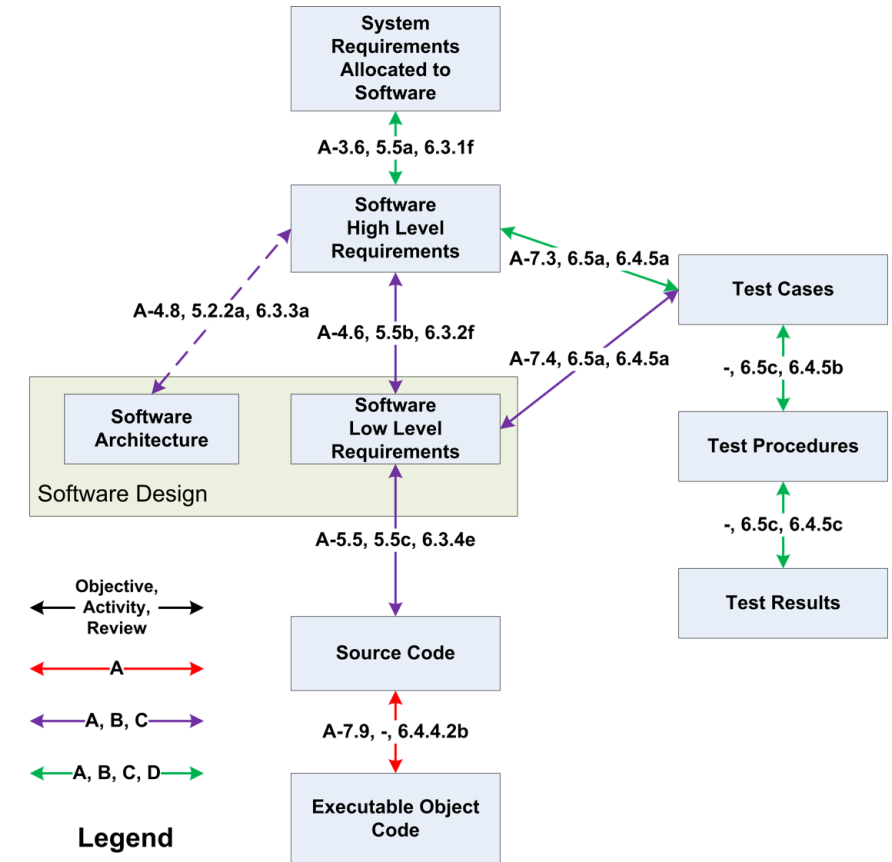 System
Requirements
Allocated to
Software
A-3.6, 5.5a, 6.3.1f
Software
High Level
Requirements
A-7.3, 6.5a, 6.4.5a
Test Cases
A-4.8, 5.2.2a, 6.3.3a
A-4.6, 5.5b, 6.3.2f
A-7.4, 6.5a, 6.4.5a
-, 6.5c, 6.4.5b
Software
Architecture
Software
Low Level
Requirements
Test Procedures
Software Design
-, 6.5c, 6.4.5c
A-5.5, 5.5c, 6.3.4e
Test Results
Objective,
Activity,
Review
Source Code
A
A, B, C
A-7.9, -, 6.4.4.2b
A, B, C, D
Executable Object
Code
Legend